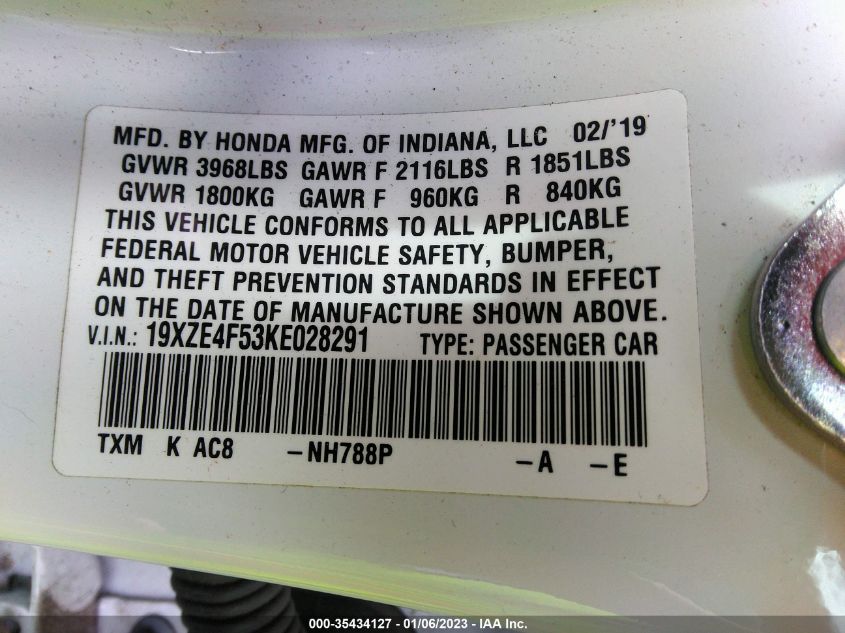 MFD. BY HONDA MFG. OF INDIANA, LLC 02/'19
GVWR 3968LBS GAWR F 2116LBS R 1851LBS
GVWR 1800KG GAWR F 960KG R 840KG
THIS VEHICLE CONFORMS TO ALL APPLICABLE
FEDERAL MOTOR VEHICLE SAFETY, BUMPER,
AND THEFT PREVENTION STANDARDS IN EFFECT
ON THE DATE OF MANUFACTURE SHOWN ABOVE.
V.I.N.: 19XZE4F53KE028291 TYPE: PASSENGER CAR
TXM K AC8 -NH788P -A -E
000-35434127 - 01/06/2023 - IAA Inc.